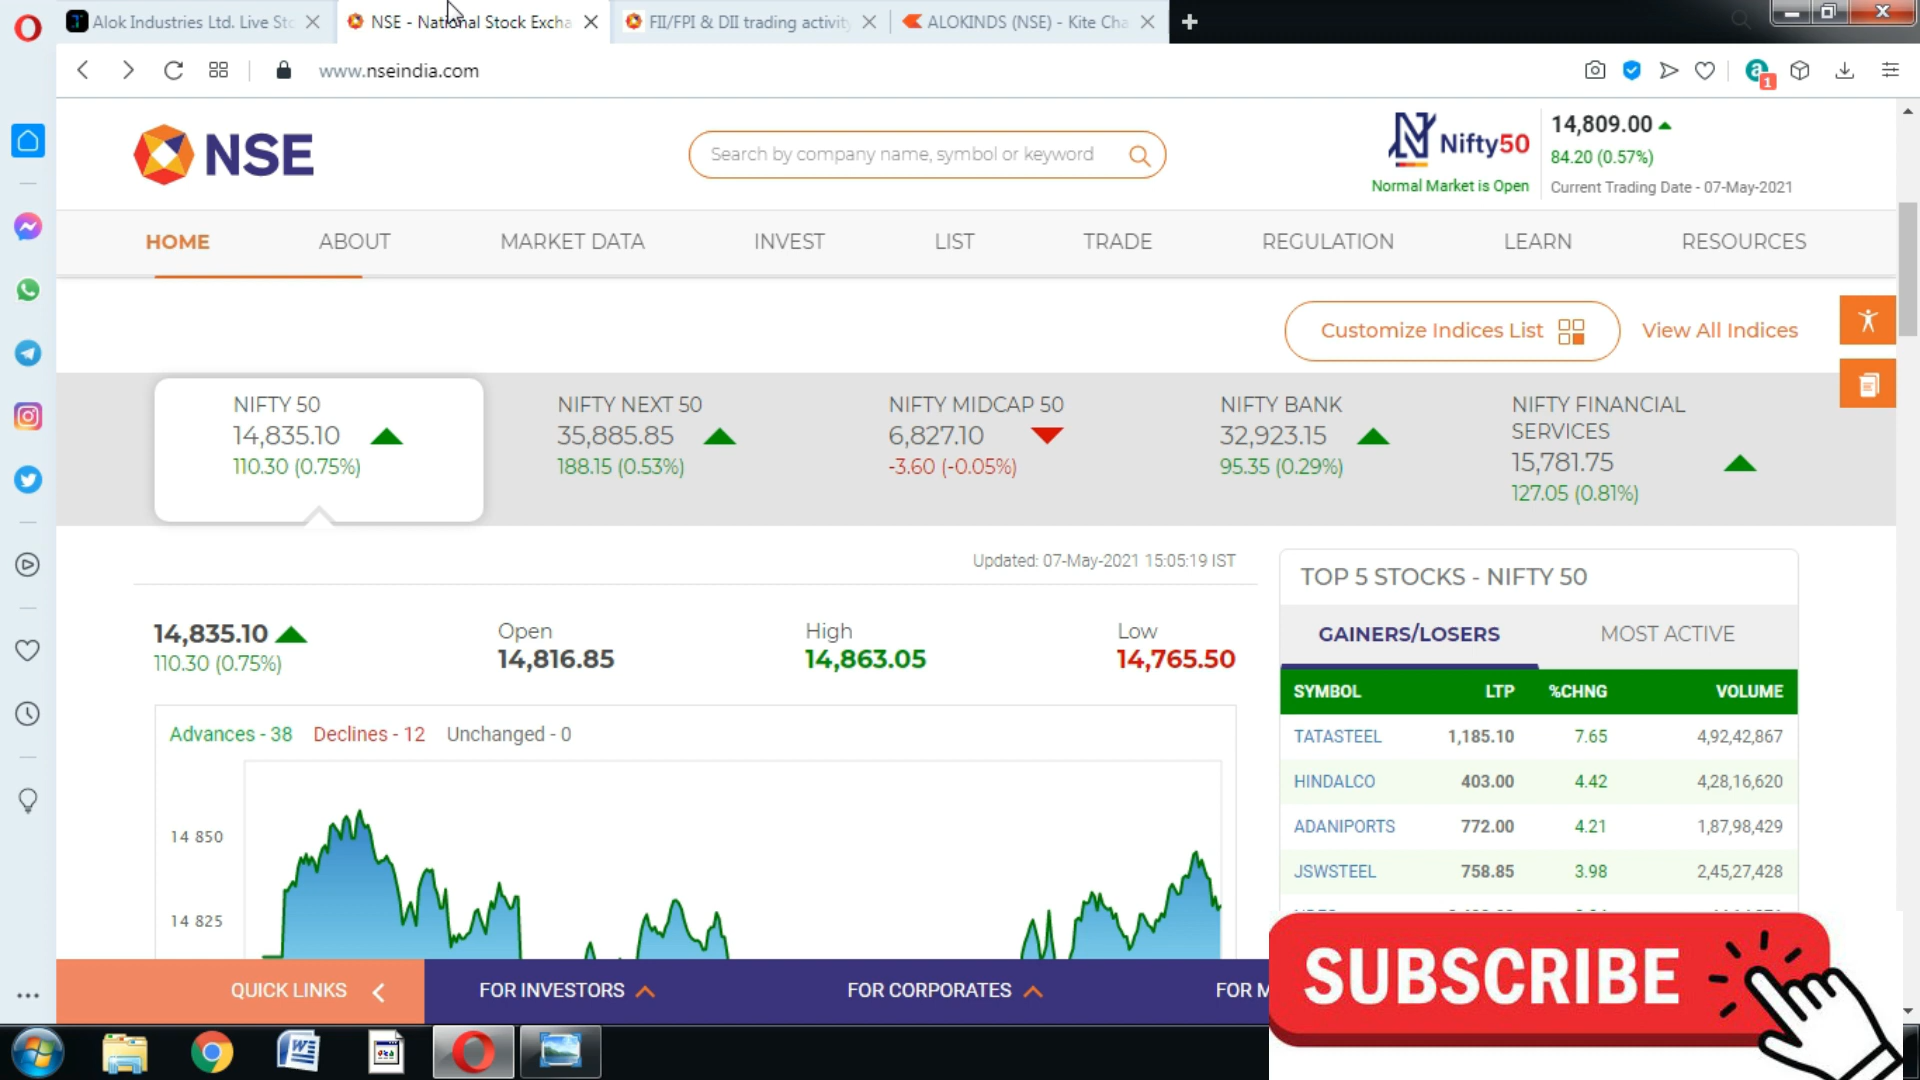 Alok Industries Ltd. Live Sto
NSE - National Stock Excha
FII/FPI & DII trading activity
ALOKINDS (NSE) - Kite Cha
www.nseindia.com
a
1
NSE
Search by company name, symbol or keyword
Nifty50
Normal Market is Open
14,809.00
84.20 (0.57%)
Current Trading Date - 07-May-2021
HOME
ABOUT
MARKET DATA
INVEST
LIST
TRADE
REGULATION
LEARN
RESOURCES
Customize Indices List
View All Indices
NIFTY 50
14,835.10
110.30 (0.75%)
NIFTY NEXT 50
35,885.85
188.15 (0.53%)
NIFTY MIDCAP 50
6,827.10
-3.60 (-0.05%)
NIFTY BANK
32,923.15
95.35 (0.29%)
NIFTY FINANCIAL
SERVICES
15,781.75
127.05 (0.81%)
Updated: 07-May-2021 15:05:19 IST
14,835.10
110.30 (0.75%)
Open
14,816.85
High
14,863.05
Low
14,765.50
Advances - 38 Declines - 12 Unchanged - 0
14 850
14 825
TOP 5 STOCKS - NIFTY 50
GAINERS/LOSERS MOST ACTIVE
SYMBOL LTP %CHNG VOLUME
TATASTEEL 1,185.10 7.65 4,92,42,867
HINDALCO 403.00 4.42 4,28,16,620
ADANIPORTS 772.00 4.21 1,87,98,429
JSWSTEEL 758.85 3.98 2,45,27,428
QUICK LINKS
FOR INVESTORS
FOR CORPORATES
FOR M
SUBSCRIBE